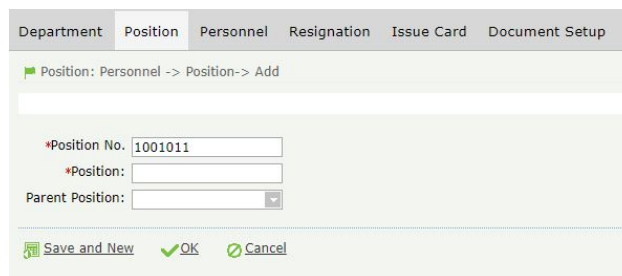 Department Position Personnel Resignation Issue Card Document Setup
Position: Personnel -> Position-> Add
*Position No. 1001011
*Position:
Parent Position:
Save and New OK Cancel